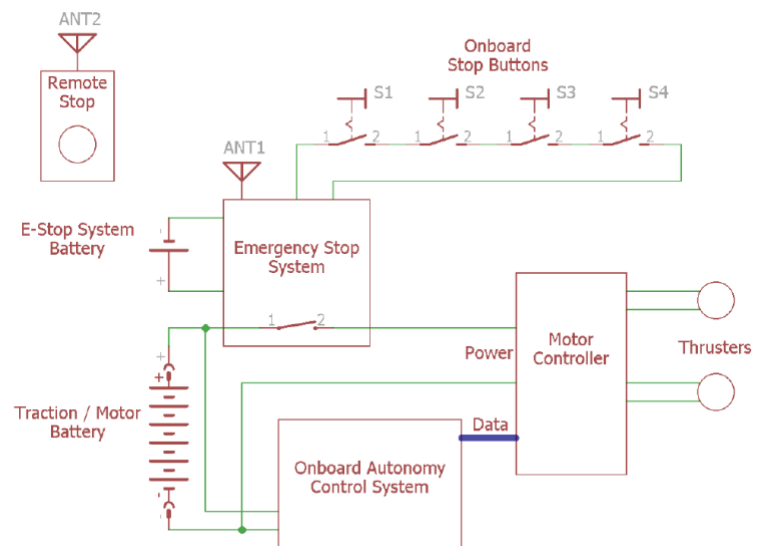 ANT2
Remote
Stop
Onboard
Stop Buttons
S1
S2
S3
S4
1
2
1
2
1
2
1
2
ANT1
E-Stop System
Battery
-
+
Emergency Stop
System
1
2
Power
Motor
Controller
Thrusters
+
+
Traction / Motor
Battery
-
-
Data
Onboard Autonomy
Control System